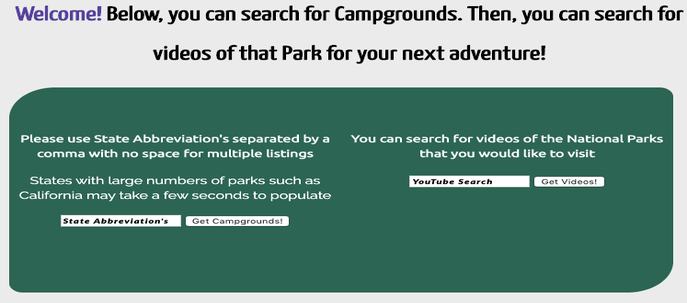 Welcome! Below, you can search for Campgrounds. Then, you can search for
videos of that Park for your next adventure!
Please use State Abbreviation's separated by a
comma with no space for multiple listings
States with large numbers of parks such as
California may take a few seconds to populate
State Abbreviation's
Get Campgrounds!
You can search for videos of the National Parks
that you would like to visit
YouTube Search
Get Videos!